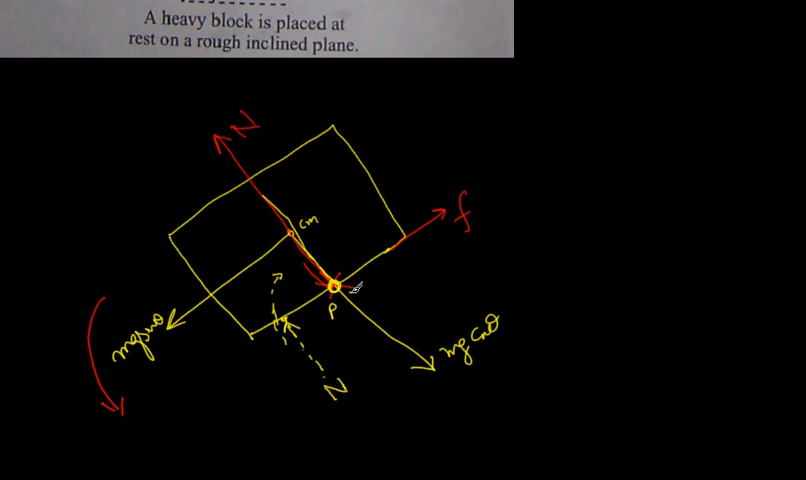 A heavy block is placed at
rest on a rough inclined plane.
N
cm
f
P
mg sinθ
mg cosθ
N